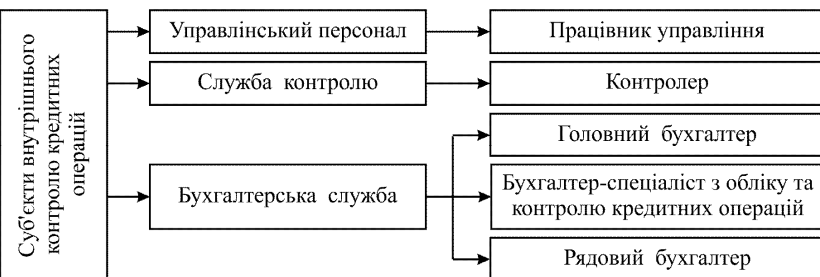 Суб'єкти внутрішнього
контролю кредитних
операцій
Управлінський персонал
Працівник управління
Служба контролю
Контролер
Бухгалтерська служба
Головний бухгалтер
Бухгалтер-спеціаліст з обліку та
контролю кредитних операцій
Рядовий бухгалтер